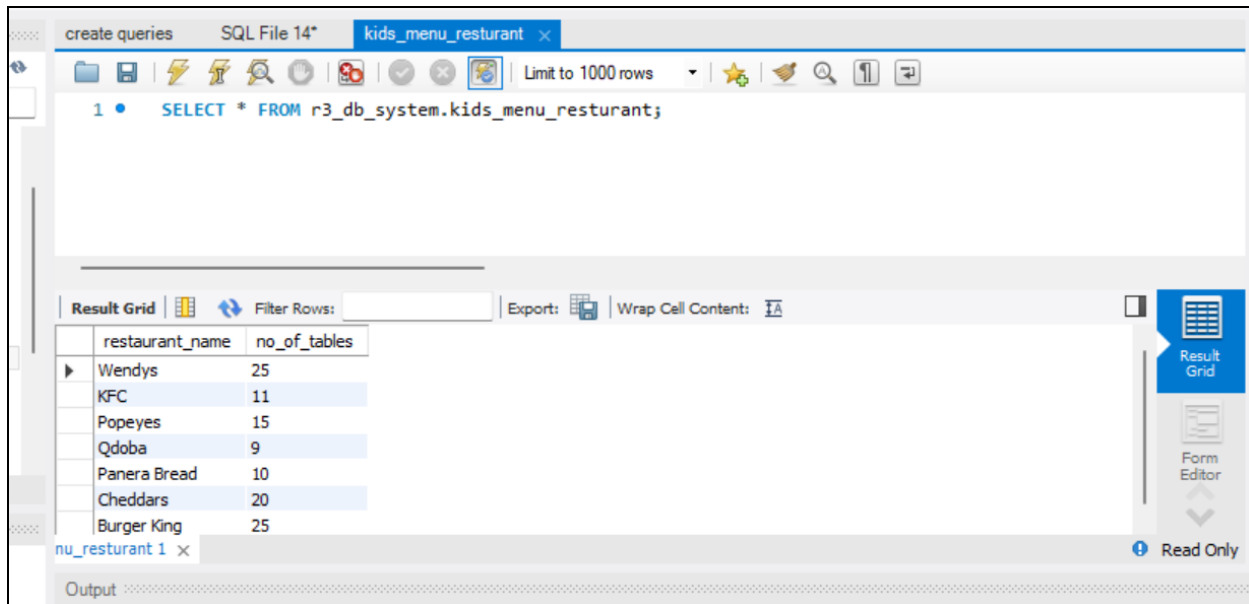 create queries SQL File 14* kids_menu_resturant ×
Limit to 1000 rows
1 SELECT * FROM r3_db_system.kids_menu_resturant;
Result Grid Filter Rows: Export: Wrap Cell Content: IA
restaurant_name no_of_tables
Wendys 25
KFC 11
Popeyes 15
Qdoba 9
Panera Bread 10
Cheddars 20
Burger King 25
Result
Grid
Form
Editor
nu_resturant 1 ×
Read Only
Output